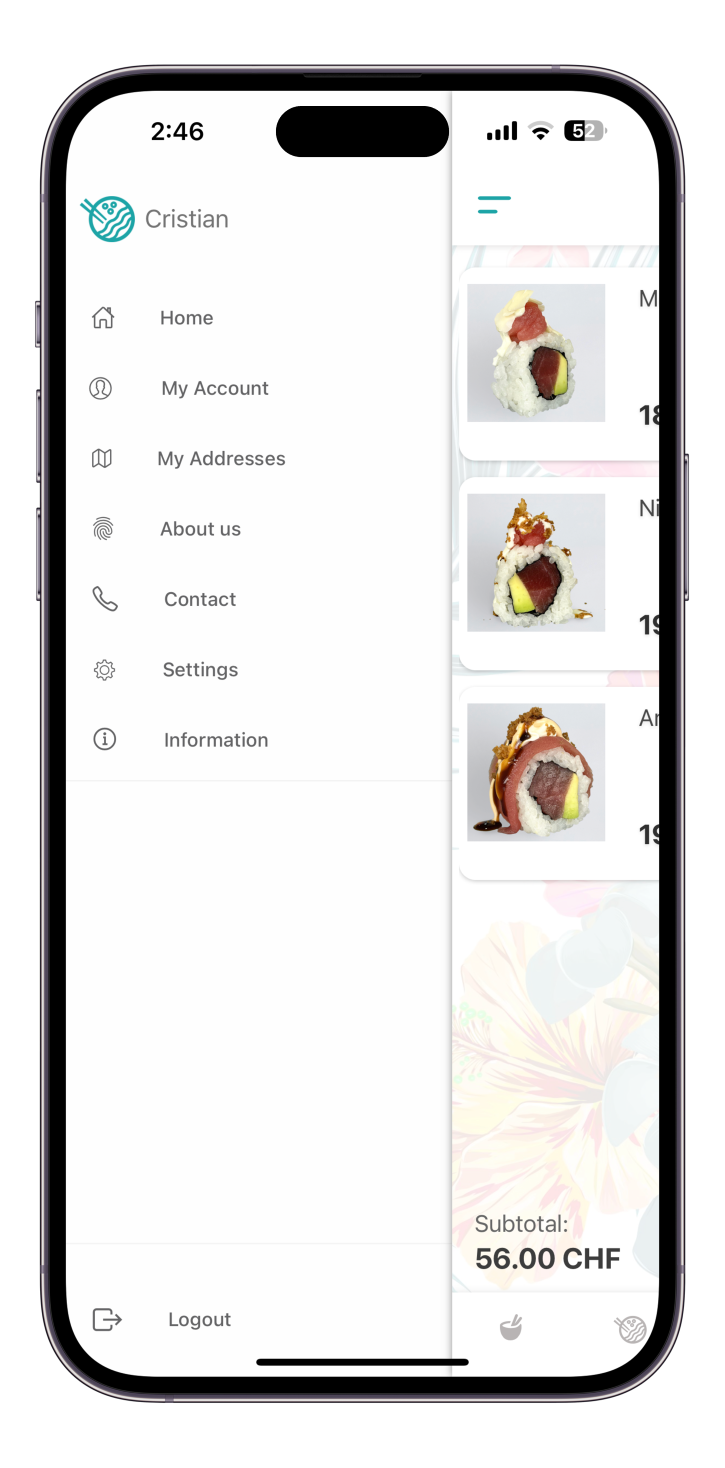 2:46
52
Cristian
Home
My Account
My Addresses
About us
Contact
Settings
Information
Logout
M
18
Ni
19
Ar
19
Subtotal:
56.00 CHF